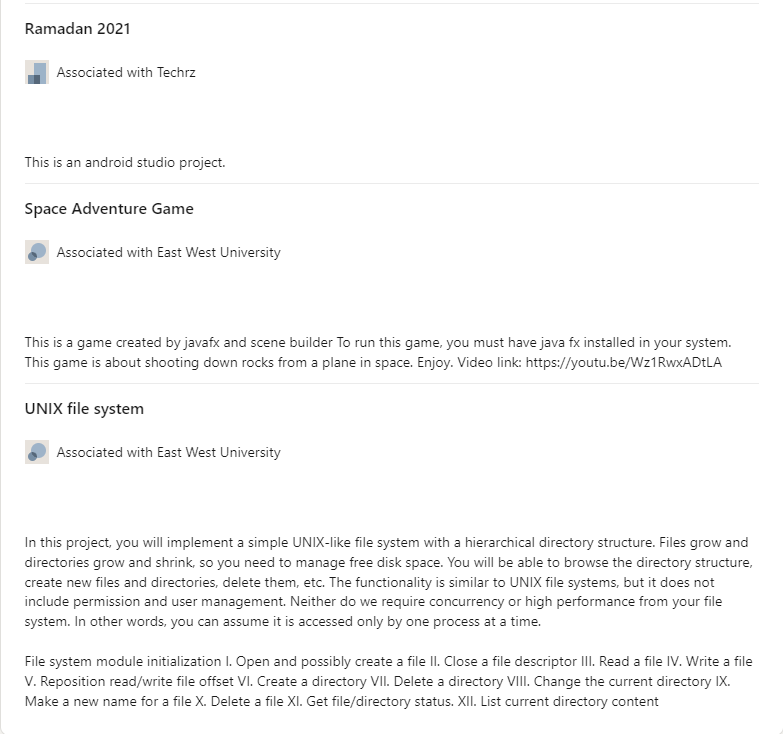 Ramadan 2021
Associated with Techrz
This is an android studio project.
Space Adventure Game
Associated with East West University
This is a game created by javafx and scene builder To run this game, you must have java fx installed in your system.
This game is about shooting down rocks from a plane in space. Enjoy. Video link: https://youtu.be/Wz1RwxADtLA
UNIX file system
Associated with East West University
In this project, you will implement a simple UNIX-like file system with a hierarchical directory structure. Files grow and
directories grow and shrink, so you need to manage free disk space. You will be able to browse the directory structure,
create new files and directories, delete them, etc. The functionality is similar to UNIX file systems, but it does not
include permission and user management. Neither do we require concurrency or high performance from your file
system. In other words, you can assume it is accessed only by one process at a time.
File system module initialization I. Open and possibly create a file II. Close a file descriptor III. Read a file IV. Write a file
V. Reposition read/write file offset VI. Create a directory VII. Delete a directory VIII. Change the current directory IX.
Make a new name for a file X. Delete a file XI. Get file/directory status. XII. List current directory content